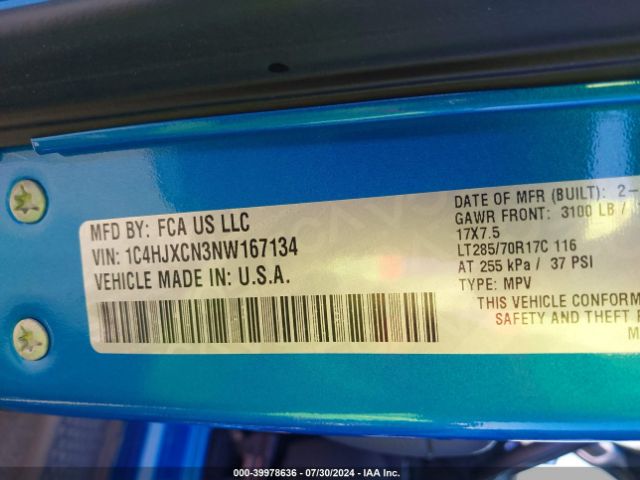 MFD BY: FCA US LLC
VIN: 1C4HJXCN3NW167134
VEHICLE MADE IN: U.S.A.
DATE OF MFR (BUILT): 2-
GAWR FRONT: 3100 LB /
17X7.5
LT285/70R17C 116
AT 255 kPa / 37 PSI
TYPE: MPV
THIS VEHICLE CONFORM
SAFETY AND THEFT
000-39978636 - 07/30/2024 - IAA Inc.